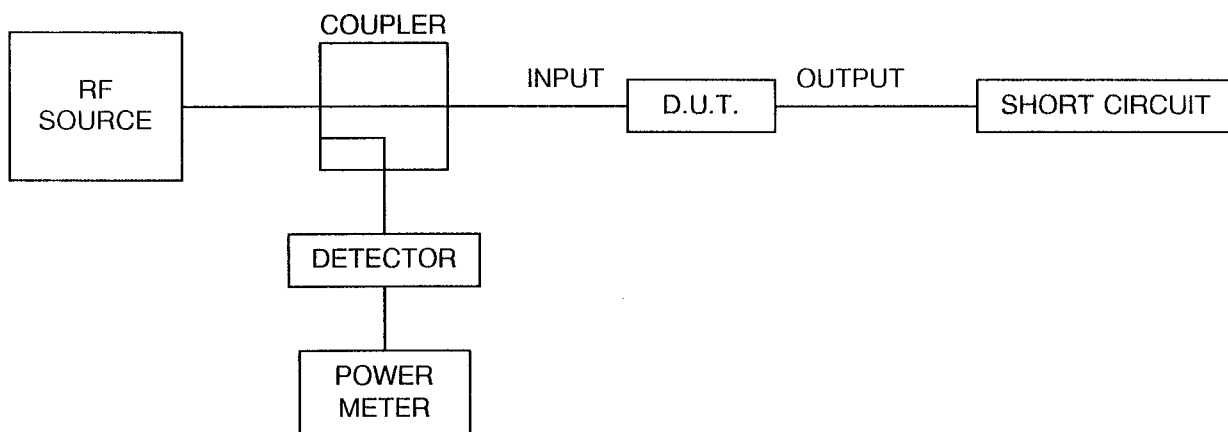 COUPLER
RF
SOURCE
INPUT
D.U.T.
OUTPUT
SHORT CIRCUIT
DETECTOR
POWER
METER